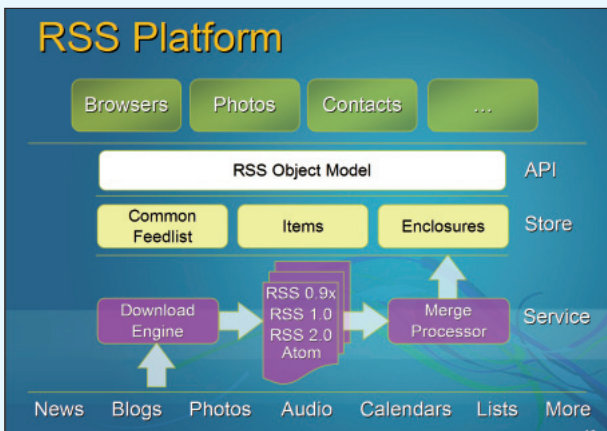 RSS Platform
Browsers
Photos
Contacts
...
RSS Object Model
API
Common
Feedlist
Items
Enclosures
Store
Download
Engine
RSS 0.9x
RSS 1.0
RSS 2.0
Atom
Merge
Processor
Service
News Blogs Photos Audio Calendars Lists More